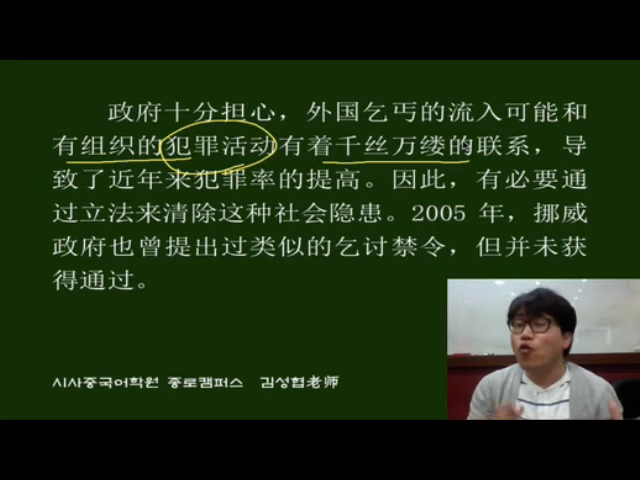 政府十分担心，外国乞丐的流入可能和
有组织的犯罪活动有着千丝万缕的联系，导
致了近年来犯罪率的提高。因此，有必要通
过立法来清除这种社会隐患。2005 年，挪威
政府也曾提出过类似的乞讨禁令，但并未获
得通过。
시사중국어학원 종로캠퍼스 김성협老师